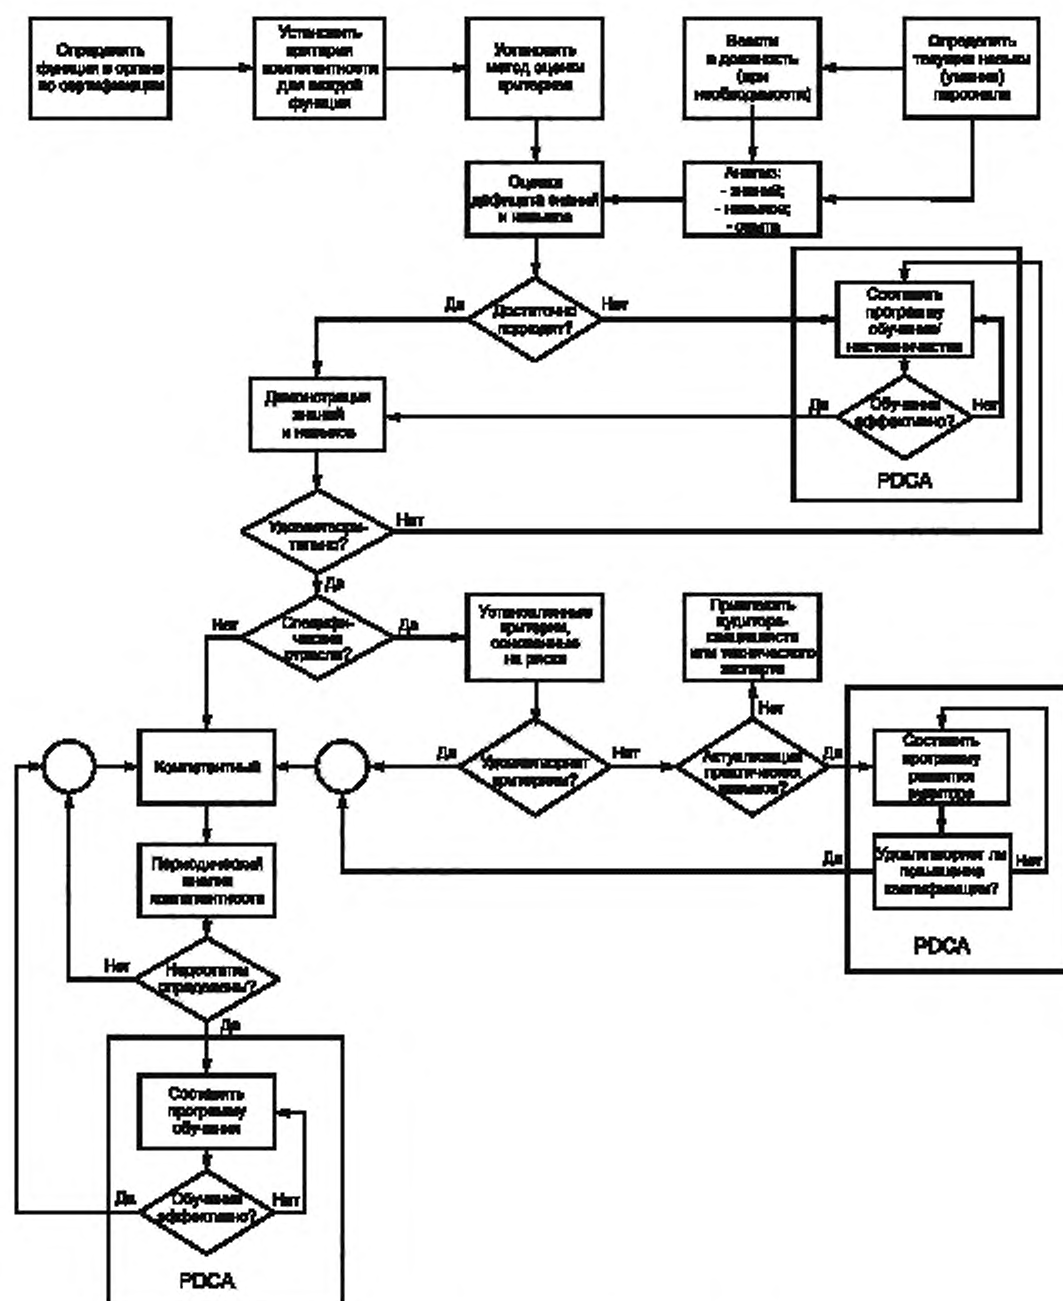 Определить
функции в органе
по сертификации
Установить
критерии
компетентности
для каждой
функции
Установить
метод оценки
критериев
Ввести
в должность
(при
необходимости)
Определить
текущие навыки
(умения)
персонала
Оценка
дефицита знаний
и навыков
Анализ:
- знаний;
- навыков;
- опыта
Да
Достаточно
подходит?
Нет
Составить
программу
обучения/
наставничества
Демонстрация
знаний
и навыков
Да
Обучение
эффективно?
Нет
PDCA
Удовлетвори-
тельно?
Нет
Да
Нет
Специфи-
ческие
отрасли?
Да
Установленные
критерии,
основанные
на риске
Привлекать
аудитора-
специалиста
или технического
эксперта
Нет
Компетентный
Да
Удовлетворяет
критериям?
Нет
Актуализация
практических
навыков?
Да
Составить
программу
развития
аудитора
Да
Удовлетворяет ли
повышение
квалификации?
Нет
PDCA
Периодический
анализ
компетентности
Нет
Недостатки
определены?
Да
Составить
программу
обучения
Да
Обучение
эффективно?
Нет
PDCA